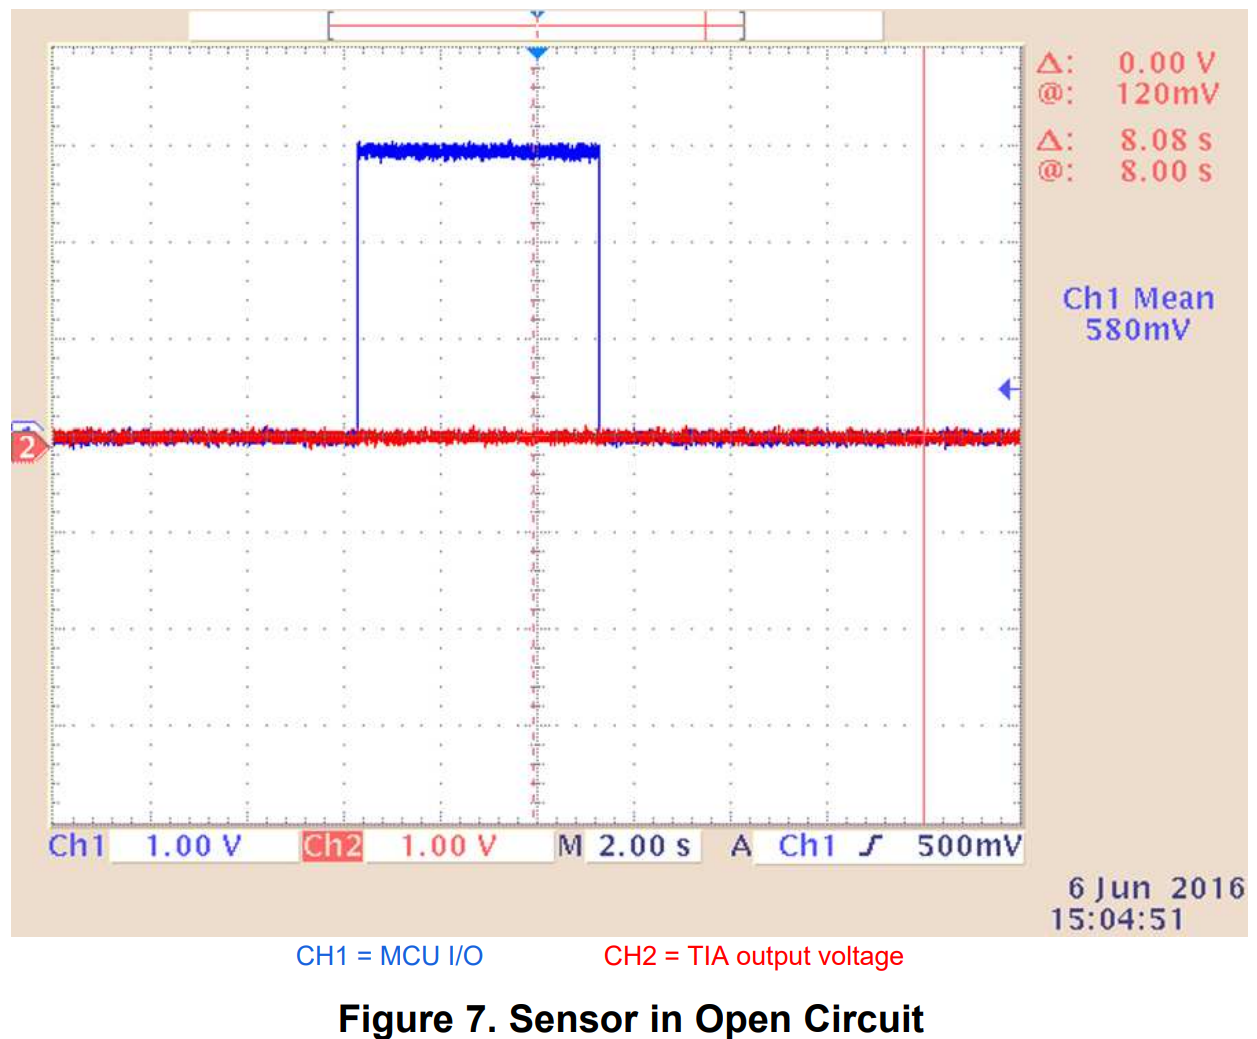 Δ: 0.00 V
@: 120mV
Δ: 8.08 s
@: 8.00 s
Ch1 Mean
580mV
2
Ch1 1.00 V Ch2 1.00 V M 2.00 s A Ch1 500mV
6 Jun 2016
15:04:51
CH1 = MCU I/O CH2 = TIA output voltage
Figure 7. Sensor in Open Circuit